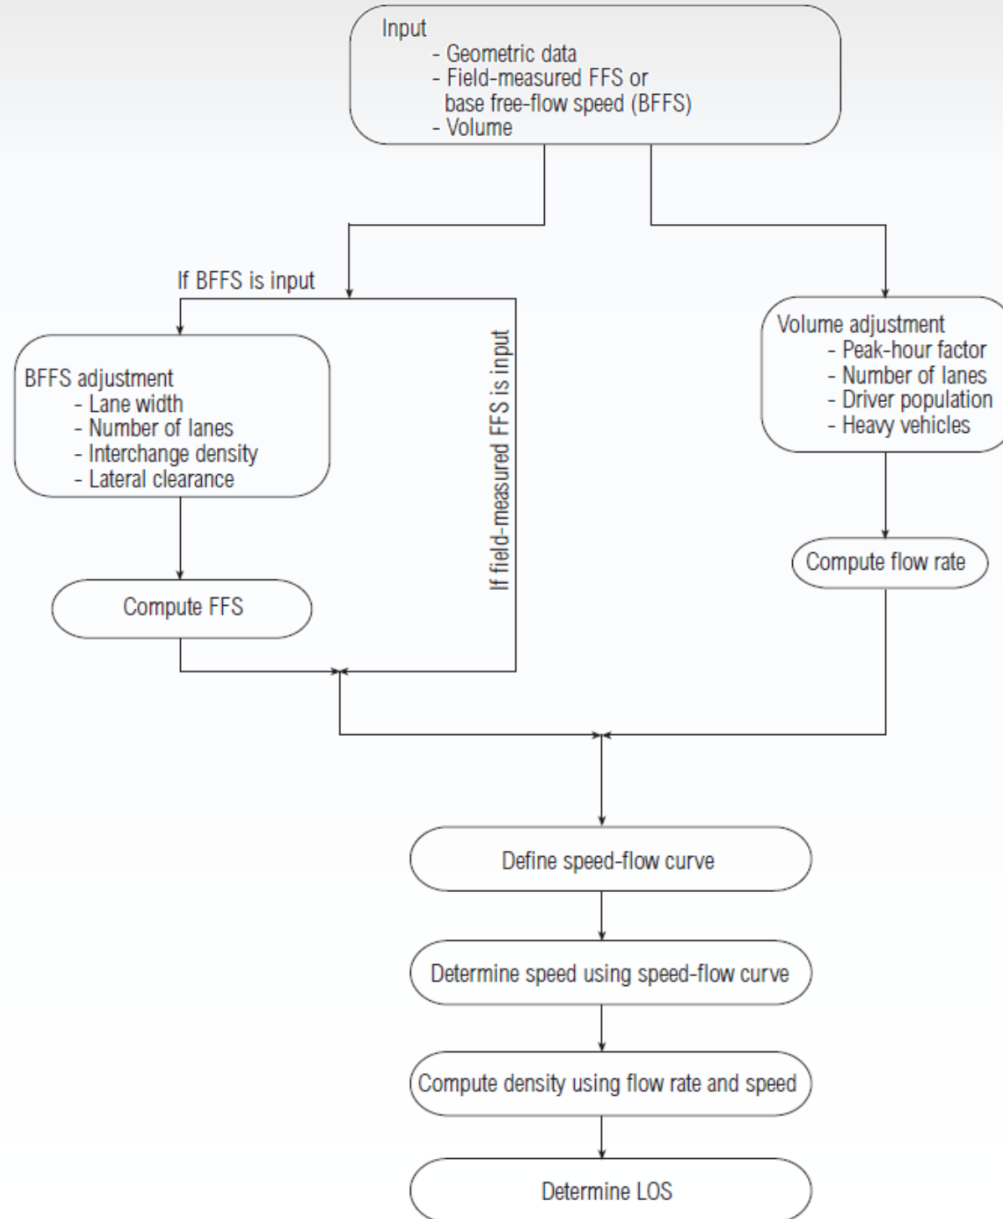 Input
- Geometric data
- Field-measured FFS or
base free-flow speed (BFFS)
- Volume
If BFFS is input
BFFS adjustment
- Lane width
- Number of lanes
- Interchange density
- Lateral clearance
If field-measured FFS is input
Volume adjustment
- Peak-hour factor
- Number of lanes
- Driver population
- Heavy vehicles
Compute FFS
Compute flow rate
Define speed-flow curve
Determine speed using speed-flow curve
Compute density using flow rate and speed
Determine LOS